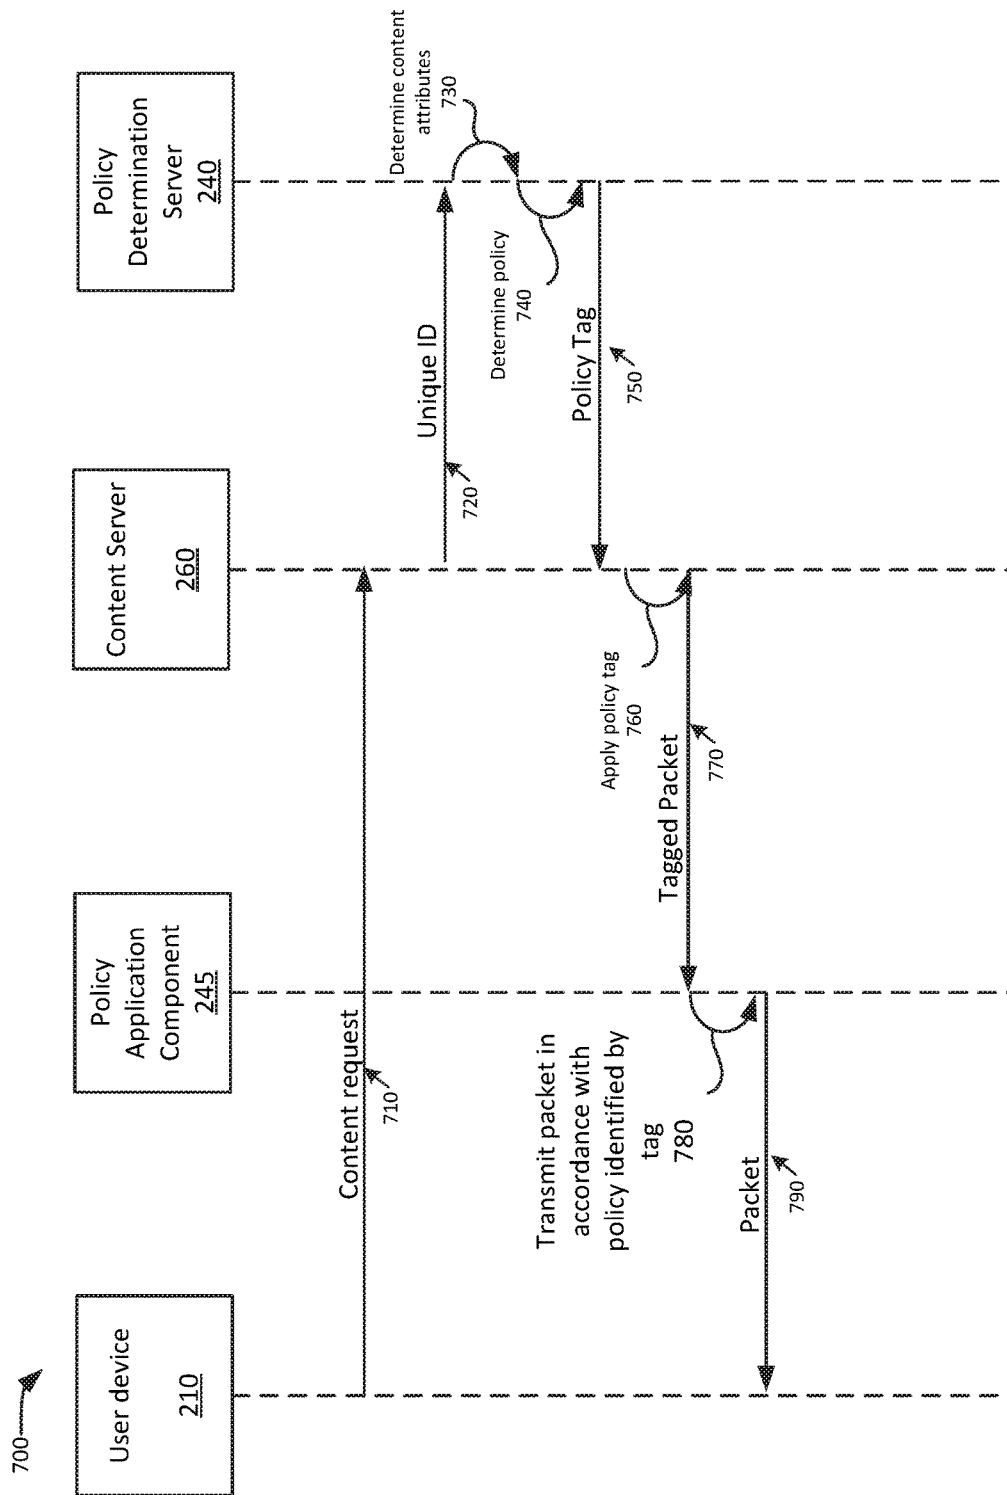 700
User device
210
Policy
Application
Component
245
Content Server
260
Policy
Determination
Server
240
Content request
710
Unique ID
720
Determine content
attributes
730
Determine policy
740
Policy Tag
750
Apply policy tag
760
Tagged Packet
770
Transmit packet in
accordance with
policy identified by
tag
780
Packet
790